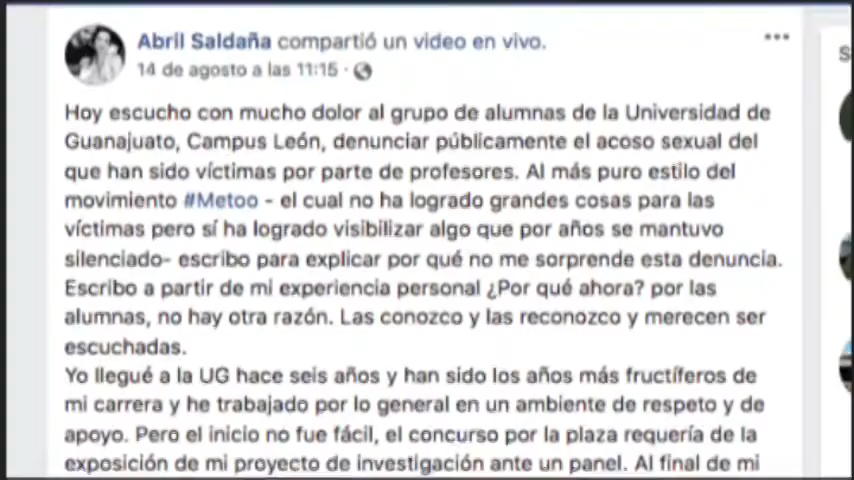 Abril Saldaña compartió un video en vivo.
14 de agosto a las 11:15 ·
Hoy escucho con mucho dolor al grupo de alumnas de la Universidad de
Guanajuato, Campus León, denunciar públicamente el acoso sexual del
que han sido víctimas por parte de profesores. Al más puro estilo del
movimiento #Metoo - el cual no ha logrado grandes cosas para las
víctimas pero sí ha logrado visibilizar algo que por años se mantuvo
silenciado- escribo para explicar por qué no me sorprende esta denuncia.
Escribo a partir de mi experiencia personal ¿Por qué ahora? por las
alumnas, no hay otra razón. Las conozco y las reconozco y merecen ser
escuchadas.
Yo llegué a la UG hace seis años y han sido los años más fructíferos de
mi carrera y he trabajado por lo general en un ambiente de respeto y de
apoyo. Pero el inicio no fue fácil, el concurso por la plaza requería de la
exposición de mi proyecto de investigación ante un panel. Al final de mi
S